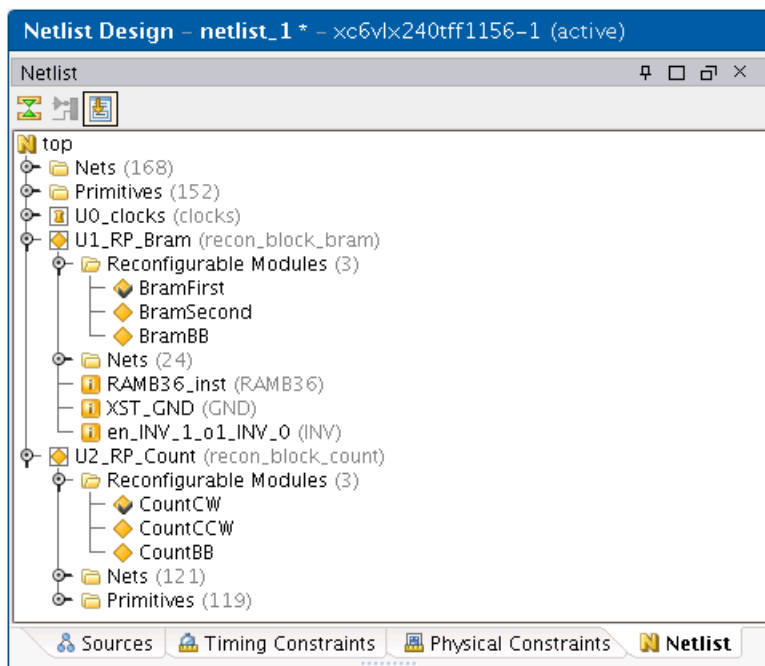 Netlist Design - netlist_1 * - xc6vlx240tff1156-1 (active)
Netlist
top
Nets (168)
Primitives (152)
U0_clocks (clocks)
U1_RP_Bram (recon_block_bram)
Reconfigurable Modules (3)
BramFirst
BramSecond
BramBB
Nets (24)
RAMB36_inst (RAMB36)
XST_GND (GND)
en_INV_1_o1_INV_0 (INV)
U2_RP_Count (recon_block_count)
Reconfigurable Modules (3)
CountCW
CountCCW
CountBB
Nets (121)
Primitives (119)
Sources Timing Constraints Physical Constraints Netlist